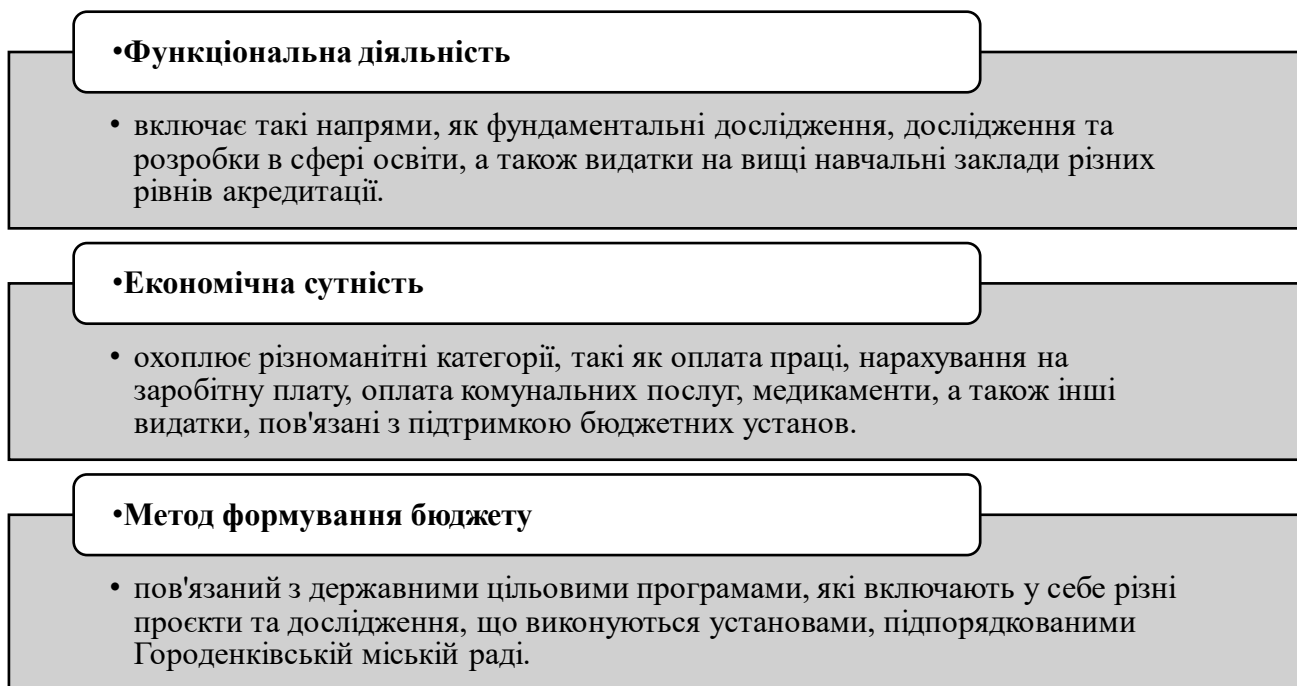 •Функціональна діяльність
• включає такі напрями, як фундаментальні дослідження, дослідження та
розробки в сфері освіти, а також видатки на вищі навчальні заклади різних
рівнів акредитації.
•Економічна сутність
• охоплює різноманітні категорії, такі як оплата праці, нарахування на
заробітну плату, оплата комунальних послуг, медикаменти, а також інші
видатки, пов'язані з підтримкою бюджетних установ.
•Метод формування бюджету
• пов'язаний з державними цільовими програмами, які включають у себе різні
проєкти та дослідження, що виконуються установами, підпорядкованими
Городенківській міській раді.